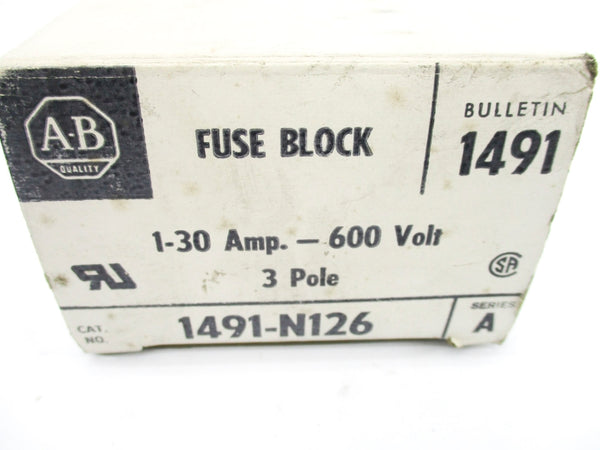 A-B
QUALITY
FUSE BLOCK
BULLETIN
1491
1-30 Amp. — 600 Volt
3 Pole
CAT.
NO.
1491-N126
SERIES
A